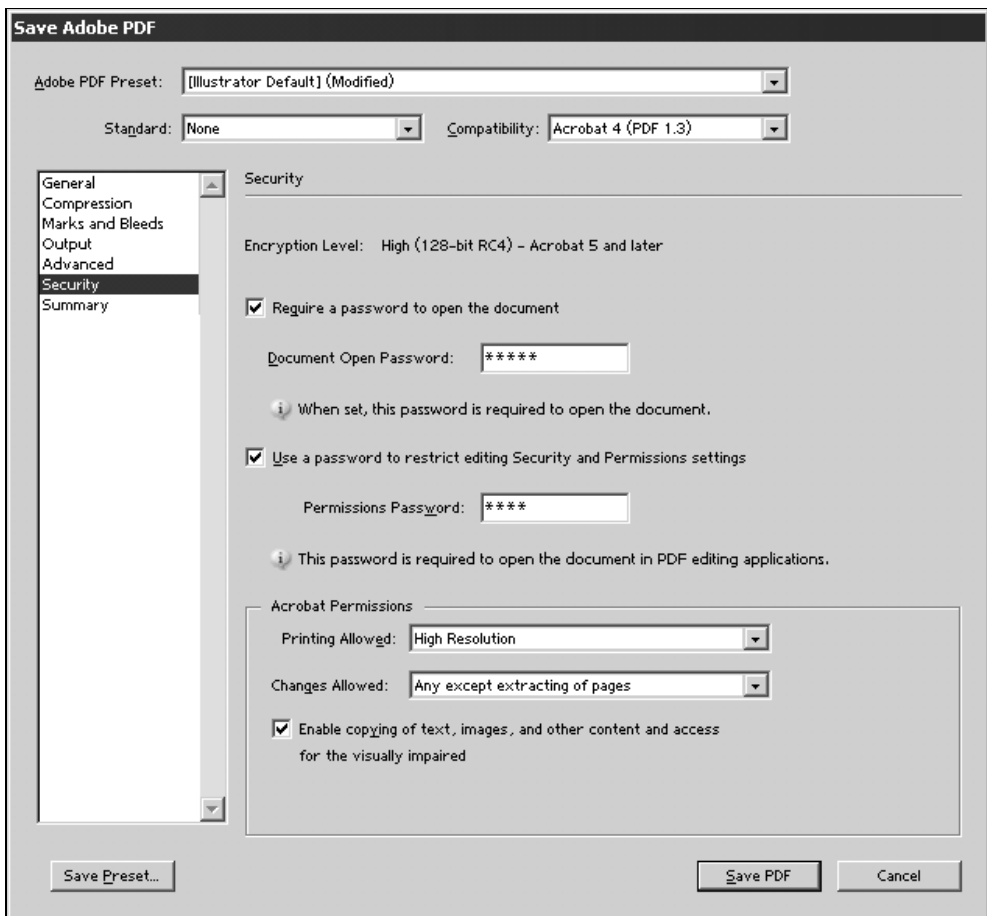 Save Adobe PDF
Adobe PDF Preset: [Illustrator Default] (Modified)
Standard: None Compatibility: Acrobat 4 (PDF 1.3)
General
Compression
Marks and Bleeds
Output
Advanced
Security
Summary
Security
Encryption Level: High (128-bit RC4) - Acrobat 5 and later
Require a password to open the document
Document Open Password: *****
When set, this password is required to open the document.
Use a password to restrict editing Security and Permissions settings
Permissions Password: ****
This password is required to open the document in PDF editing applications.
Acrobat Permissions
Printing Allowed: High Resolution
Changes Allowed: Any except extracting of pages
Enable copying of text, images, and other content and access
for the visually impaired
Save Preset... Save PDF Cancel